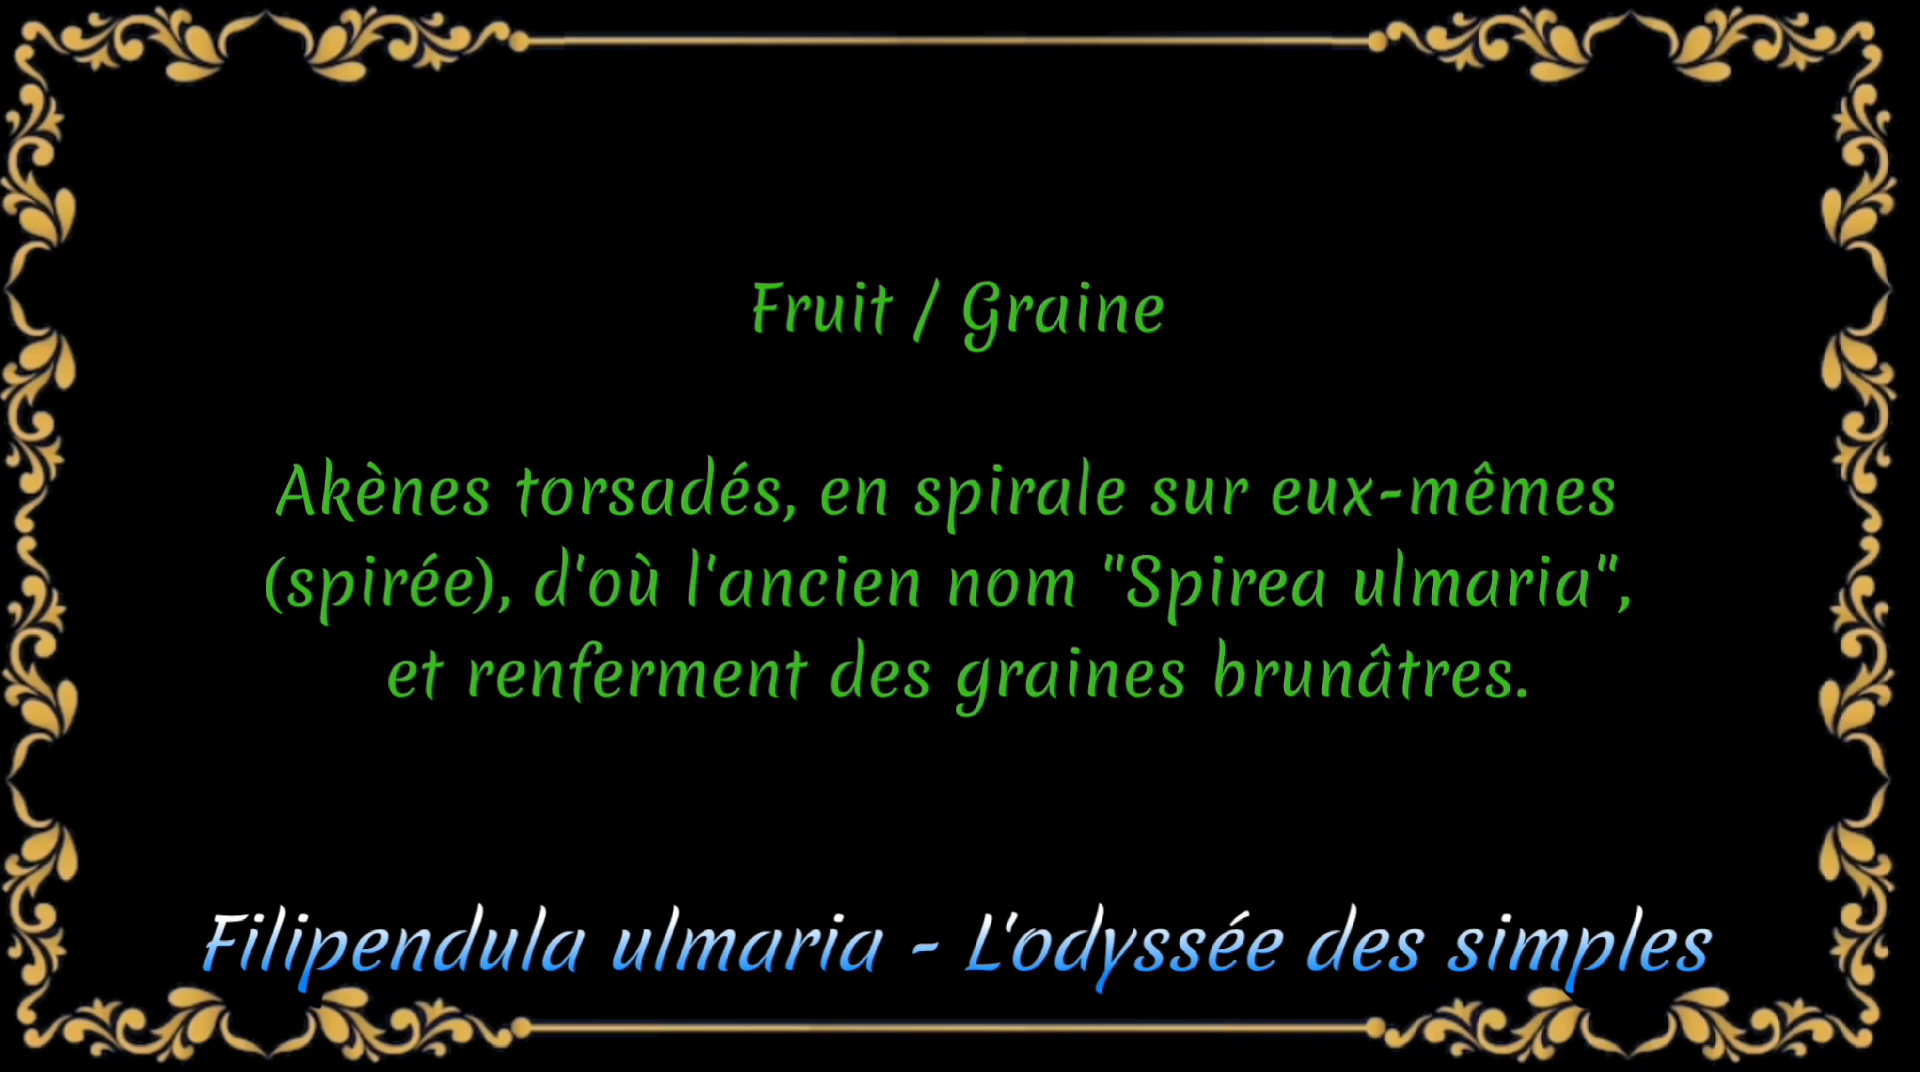 Fruit / Graine
Akènes torsadés, en spirale sur eux-mêmes
(spirée), d'où l'ancien nom "Spirea ulmaria",
et renferment des graines brunâtres.
Filipendula ulmaria - L'odyssée des simples